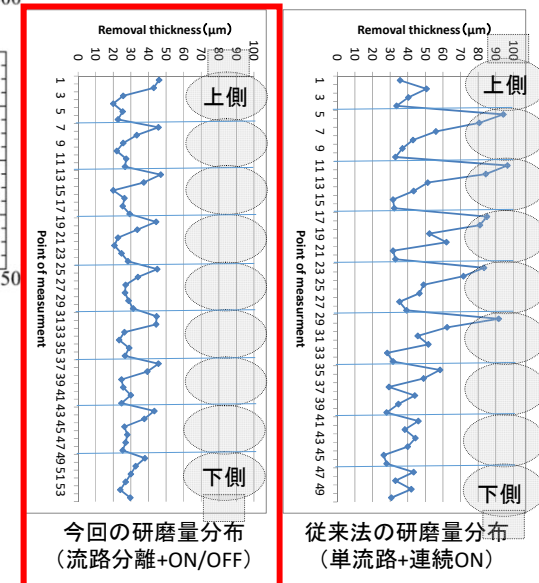 Removal thickness(μm)
0 10 20 30 40 50 60 70 80 90 100
1 3 5 7 9 11 13 15 17 19 21 23 25 27 29 31 33 35 37 39 41 43 45 47 49 51 53
Point of measurment
上側
下側
今回の研磨量分布
(流路分離+ON/OFF)
Removal thickness(μm)
0 10 20 30 40 50 60 70 80 90 100
1 3 5 7 9 11 13 15 17 19 21 23 25 27 29 31 33 35 37 39 41 43 45 47 49
Point of measurment
上側
下側
従来法の研磨量分布
(単流路+連続ON)
50